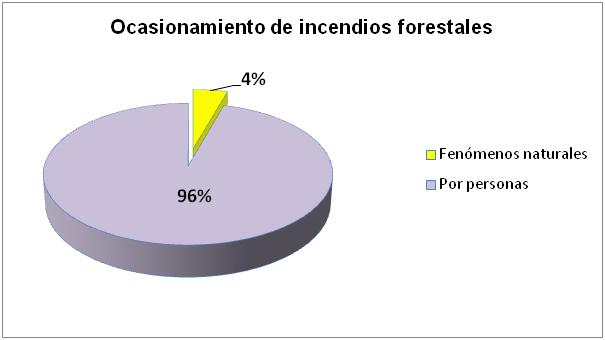 Ocasionamiento de incendios forestales
4%
96%
Fenómenos naturales
Por personas